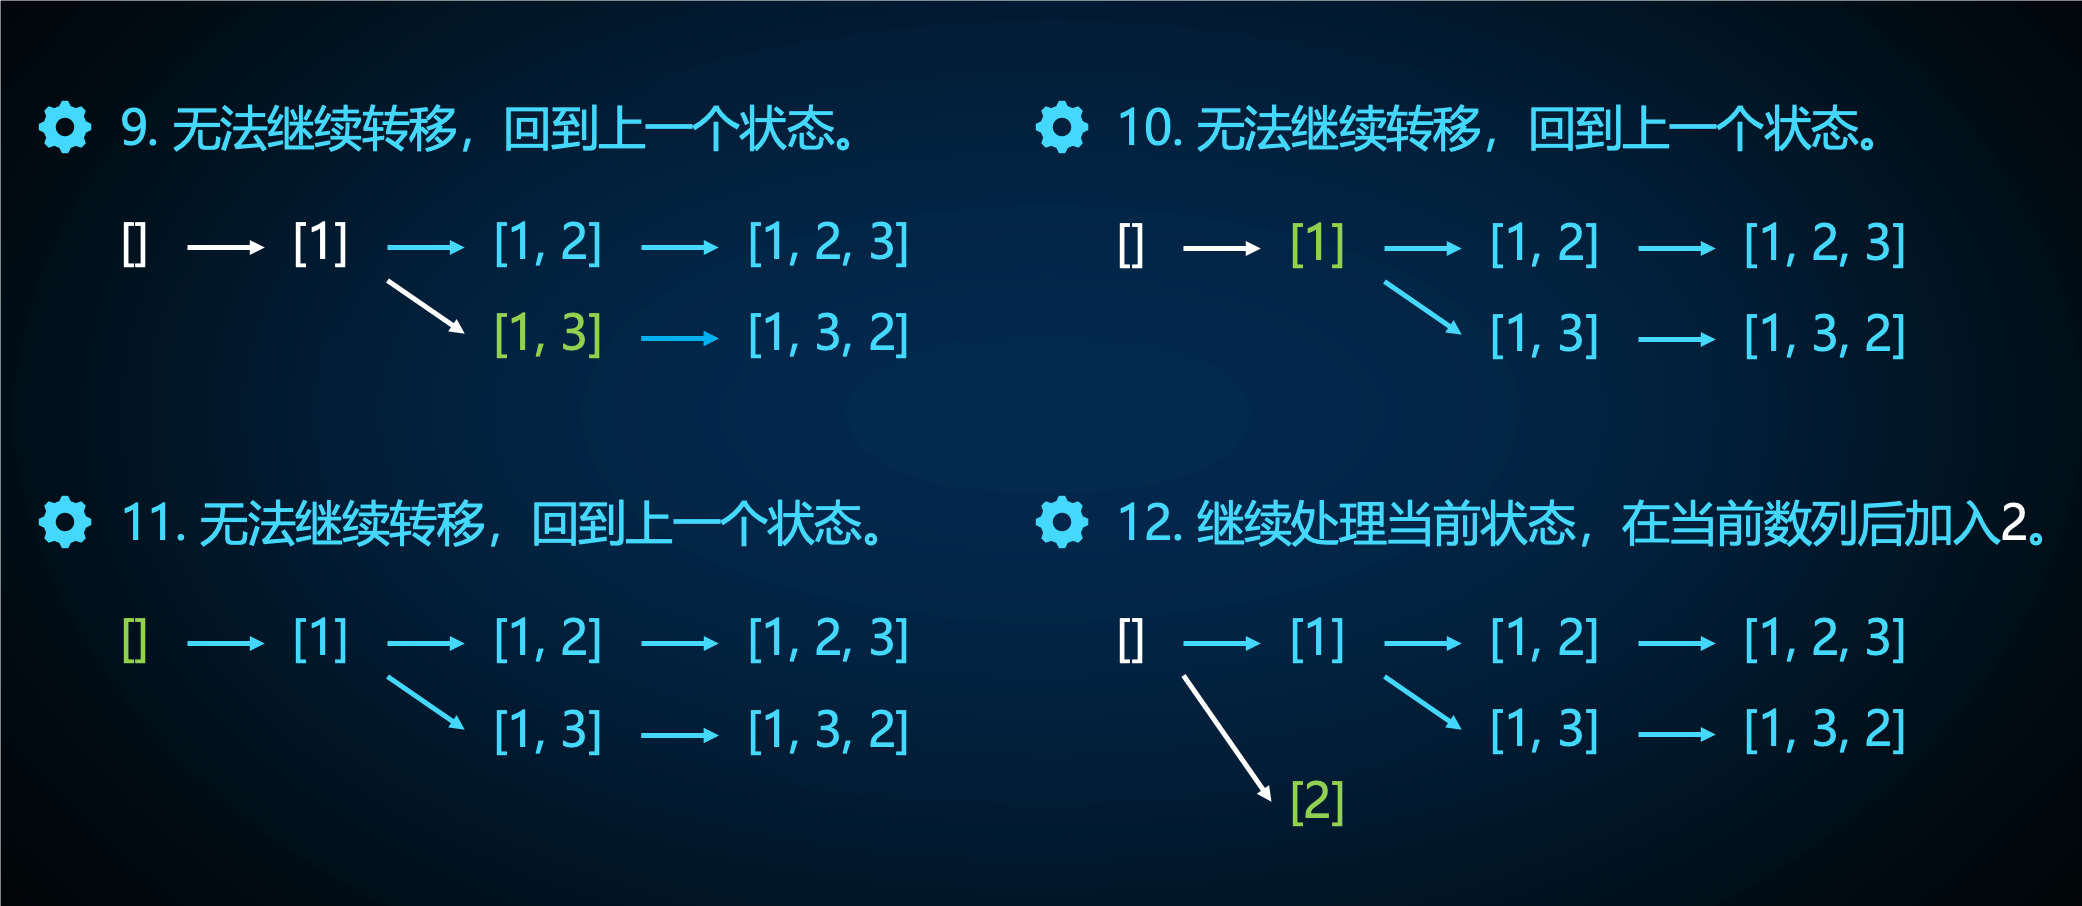 9. 无法继续转移，回到上一个状态。
[] [1] [1, 2] [1, 2, 3]
[1, 3] [1, 3, 2]
10. 无法继续转移，回到上一个状态。
[] [1] [1, 2] [1, 2, 3]
[1, 3] [1, 3, 2]
11. 无法继续转移，回到上一个状态。
[] [1] [1, 2] [1, 2, 3]
[1, 3] [1, 3, 2]
12. 继续处理当前状态，在当前数列后加入2。
[] [1] [1, 2] [1, 2, 3]
[1, 3] [1, 3, 2]
[2]